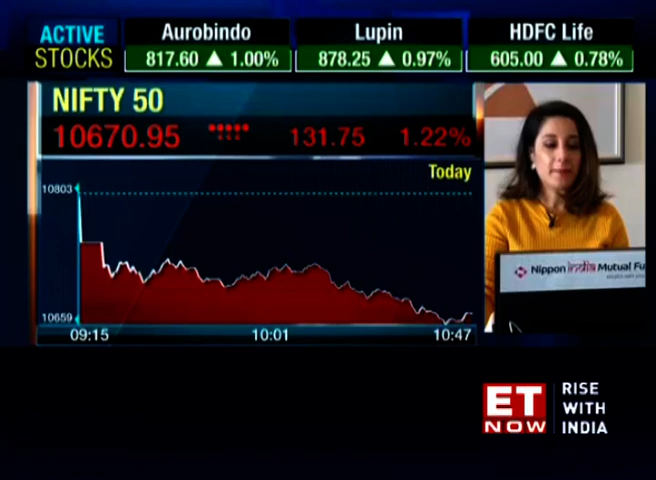 ACTIVE
STOCKS
Aurobindo
817.60 ▲ 1.00%
Lupin
878.25 ▲ 0.97%
HDFC Life
605.00 ▲ 0.78%
NIFTY 50
10670.95 131.75 1.22%
Today
10803
10659
09:15 10:01 10:47
Nippon india Mutual Fu
ET
NOW
RISE
WITH
INDIA